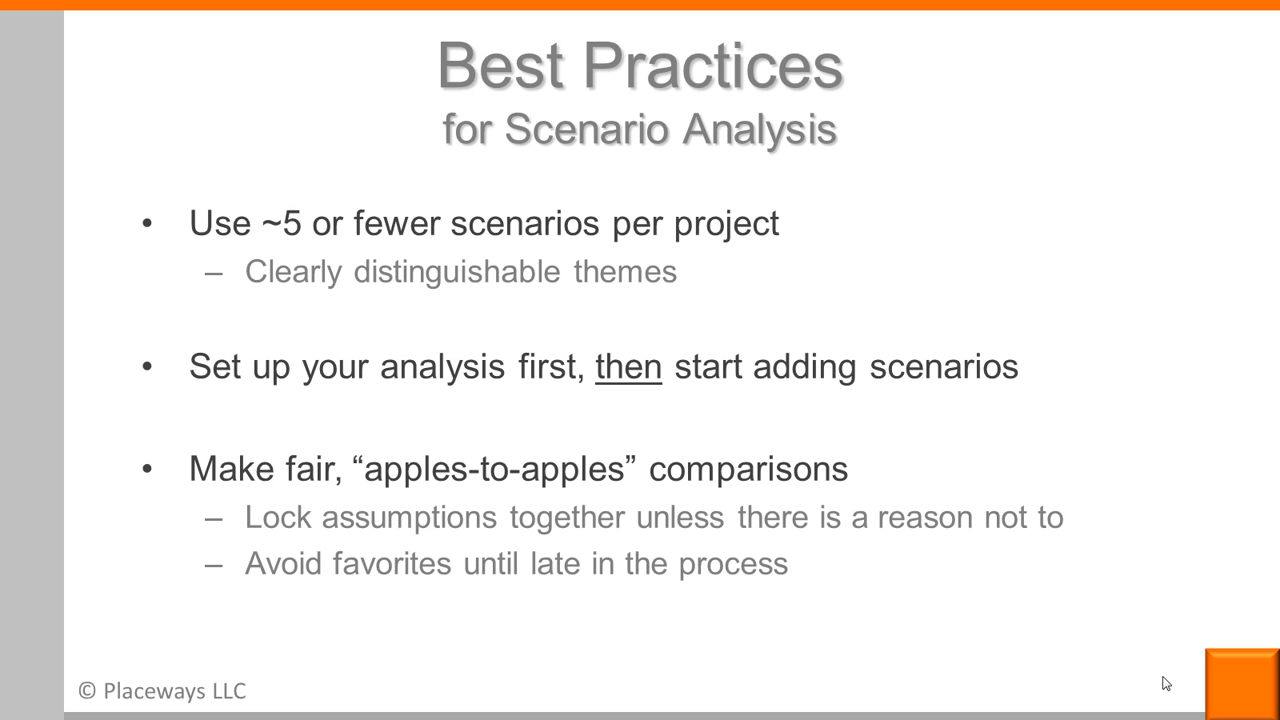 Best Practices
for Scenario Analysis
• Use ~5 or fewer scenarios per project
– Clearly distinguishable themes
• Set up your analysis first, then start adding scenarios
• Make fair, “apples-to-apples” comparisons
– Lock assumptions together unless there is a reason not to
– Avoid favorites until late in the process
© Placeways LLC